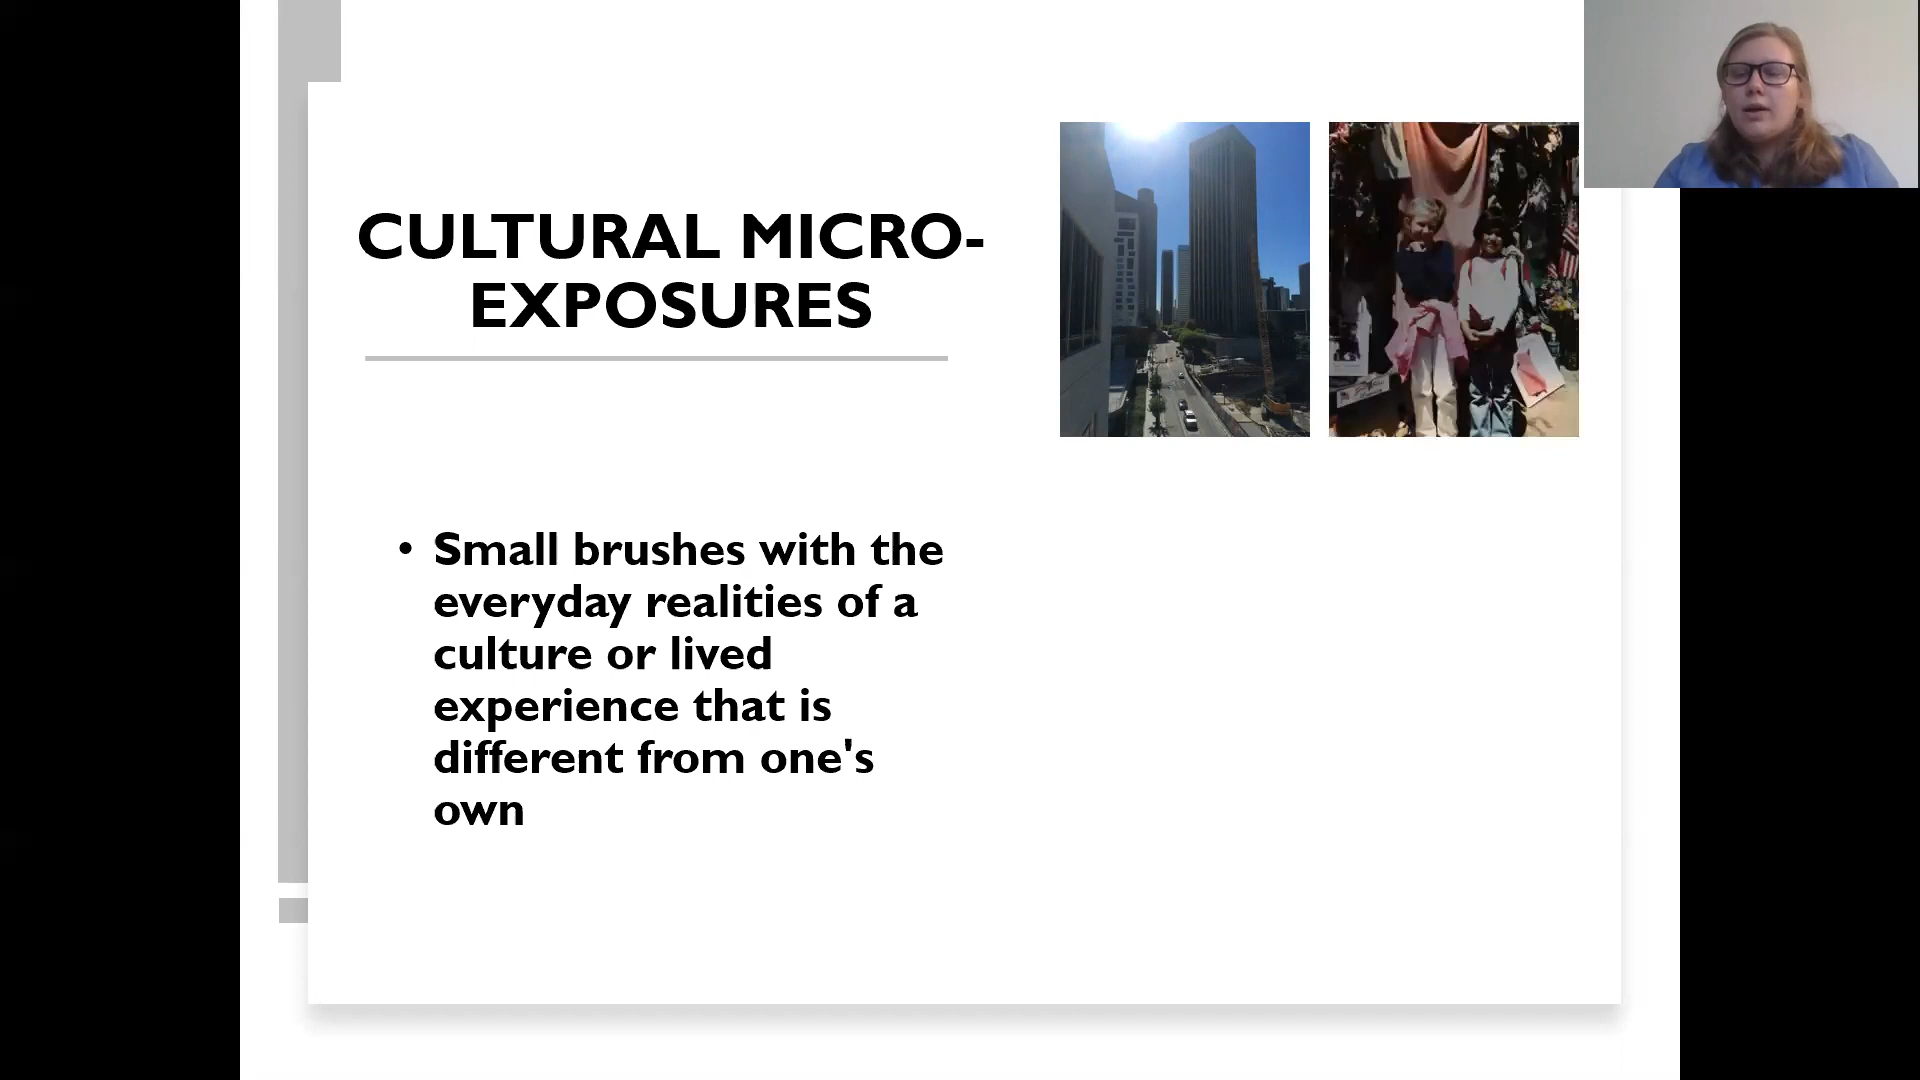 CULTURAL MICRO-
EXPOSURES
• Small brushes with the
everyday realities of a
culture or lived
experience that is
different from one's
own